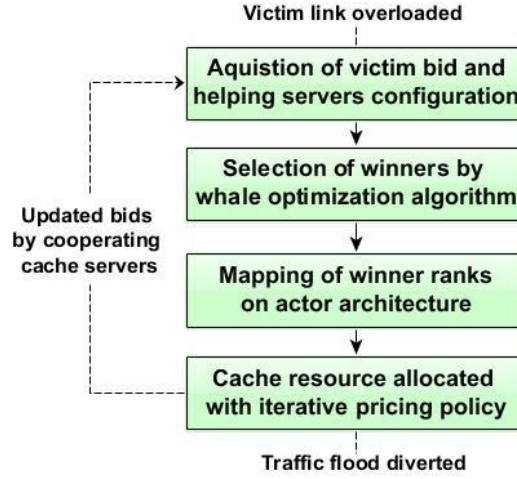 Victim link overloaded
Aquistion of victim bid and
helping servers configuration
Selection of winners by
whale optimization algorithm
Updated bids
by cooperating
cache servers
Mapping of winner ranks
on actor architecture
Cache resource allocated
with iterative pricing policy
Traffic flood diverted